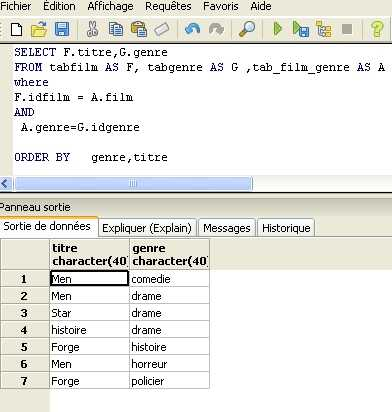 Fichier Édition Affichage Requêtes Favoris Aide
SELECT F.titre,G.genre
FROM tabfilm AS F, tabgenre AS G ,tab_film_genre AS A
where
F.idfilm = A.film
AND
A.genre=G.idgenre
ORDER BY genre,titre
Panneau sortie
Sortie de données Expliquer (Explain) Messages Historique
titre genre
character(40) character(40)
1 Men comedie
2 Men drame
3 Star drame
4 histoire drame
5 Forge histoire
6 Men horreur
7 Forge policier